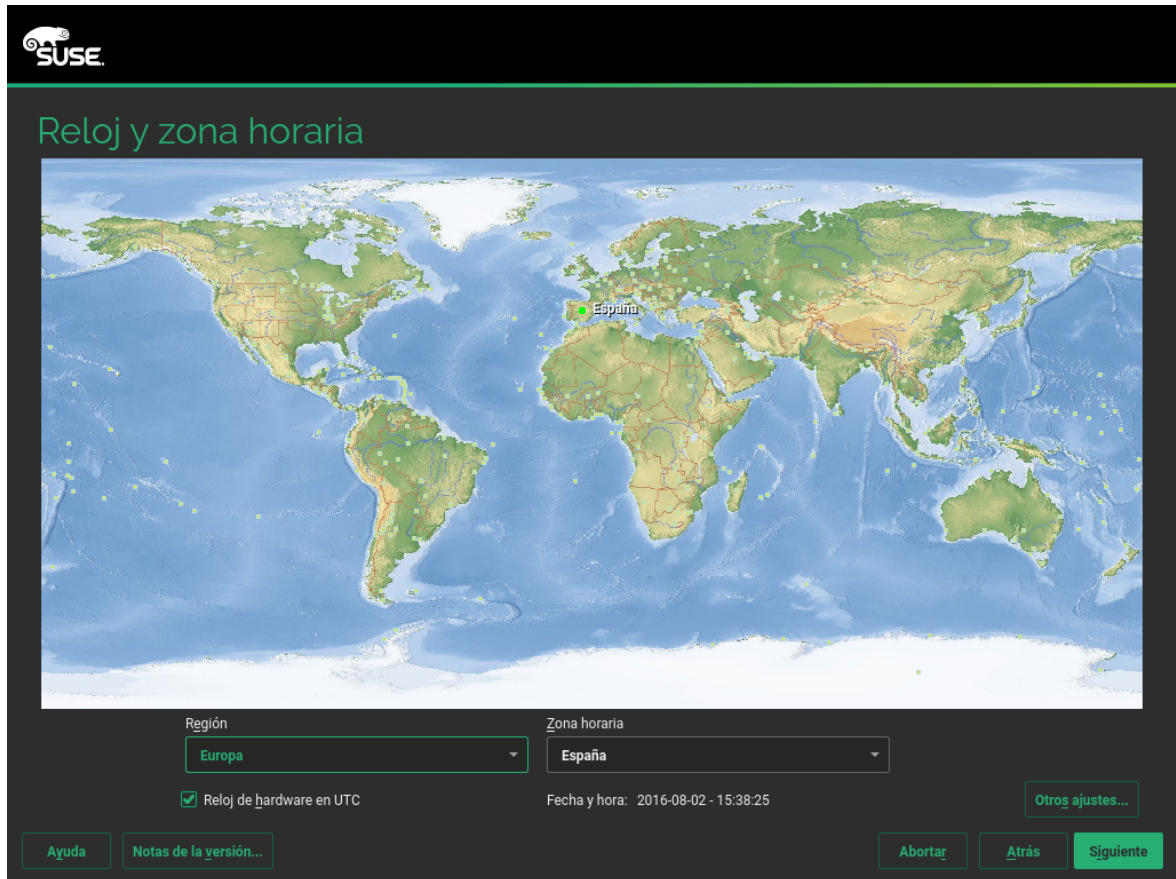 SUSE.
Reloj y zona horaria
España
Región
Zona horaria
Europa
España
Reloj de hardware en UTC
Fecha y hora: 2016-08-02 - 15:38:25
Otros ajustes...
Ayuda
Notas de la versión...
Abortar
Atrás
Siguiente